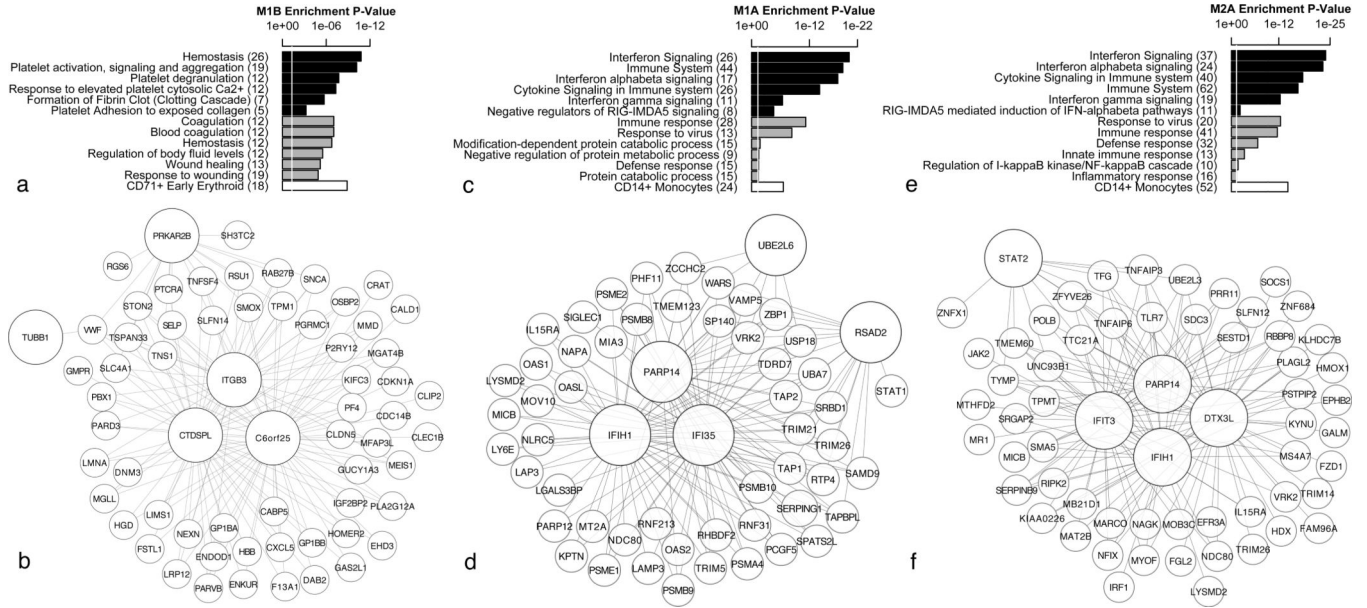 M1B Enrichment P-Value
1e+00 1e-06 1e-12
Hemostasis (26)
Platelet activation, signaling and aggregation (19)
Platelet degranulation (12)
Response to elevated platelet cytosolic Ca2+ (12)
Formation of Fibrin Clot (Clotting Cascade) (7)
Platelet Adhesion to exposed collagen (5)
Coagulation (12)
Blood coagulation (12)
Hemostasis (12)
Regulation of body fluid levels (12)
Wound healing (13)
Response to wounding (19)
CD71+ Early Erythroid (18)
a
M1A Enrichment P-Value
1e+00 1e-11 1e-22
Interferon Signaling (26)
Immune System (44)
Interferon alphabeta signaling (17)
Cytokine Signaling in Immune system (26)
Interferon gamma signaling (11)
Negative regulators of RIG-IMDA5 signaling (8)
Immune response (28)
Response to virus (13)
Modification-dependent protein catabolic process (15)
Negative regulation of protein metabolic process (9)
Defense response (15)
Protein catabolic process (15)
CD14+ Monocytes (24)
c
M2A Enrichment P-Value
1e+00 1e-12 1e-25
Interferon Signaling (37)
Interferon alphabeta signaling (24)
Cytokine Signaling in Immune system (40)
Immune System (62)
Interferon gamma signaling (19)
RIG-IMDA5 mediated induction of IFN-alphabeta pathways (11)
Response to virus (20)
Immune response (41)
Defense response (32)
Innate immune response (13)
Regulation of I-kappaB kinase/NF-kappaB cascade (10)
Inflammatory response (16)
CD14+ Monocytes (52)
e
PRKAR2B
SH3TC2
RGS6
PTCRA
TNFSF4
RSU1
RAB27B
SNCA
STON2
SMOX
TPM1
OSBP2
CRAT
CALD1
TUBB1
VWF
SELP
SLFN14
PGRMC1
MMD
TSPAN33
P2RY12
TNS1
MGAT4B
GMPR
SLC4A1
ITGB3
KIFC3
CDKN1A
PBX1
CLIP2
PF4
CDC14B
PARD3
CTDSPL
C6orf25
CLDN5
MFAP3L
CLEC1B
LMNA
DNM3
GUCY1A3
MEIS1
MGLL
IGF2BP2
PLA2G12A
HGD
LIMS1
CABP5
NEXN
GP1BA
HOMER2
FSTL1
ENDOD1
HBB
CXCL5
GP1BB
EHD3
LRP12
GAS2L1
PARVB
ENKUR
F13A1
DAB2
b
UBE2L6
ZCCHC2
PHF11
WARS
PSME2
VAMP5
TMEM123
ZBP1
SIGLEC1
PSMB8
SP140
RSAD2
IL15RA
MIA3
VRK2
USP18
NAPA
OAS1
TDRD7
PARP14
UBA7
LYSMD2
OASL
STAT1
TAP2
MOV10
SRBD1
MICB
IFIH1
IFI35
TRIM21
NLRC5
TRIM26
LY6E
LAP3
TAP1
SAMD9
RTP4
LGALS3BP
PSMB10
SERPING1
TAPBPL
PARP12
MT2A
RNF213
RNF31
RHBDF2
SPATS2L
NDC80
OAS2
PCGF5
KPTN
PSME1
LAMP3
TRIM5
PSMA4
PSMB9
d
STAT2
TFG
TNFAIP3
UBE2L3
SOCS1
ZFYVE26
PRR11
ZNF684
ZNFX1
POLB
TNFAIP6
TLR7
SDC3
SLFN12
TMEM60
TTC21A
SESTD1
RBBP8
KLHDC7B
JAK2
UNC93B1
PLAGL2
HMOX1
TYMP
PARP14
TPMT
PSTPIP2
EPHB2
MTHFD2
SRGAP2
IFIT3
DTX3L
KYNU
GALM
MR1
SMA5
MS4A7
MICB
IFIH1
FZD1
SERPINB9
RIPK2
MB21D1
VRK2
TRIM14
KIAA0226
IL15RA
MARCO
NAGK
MOB3C
EFR3A
HDX
FAM96A
MAT2B
NFIX
MYOF
FGL2
NDC80
TRIM26
IRF1
LYSMD2
f